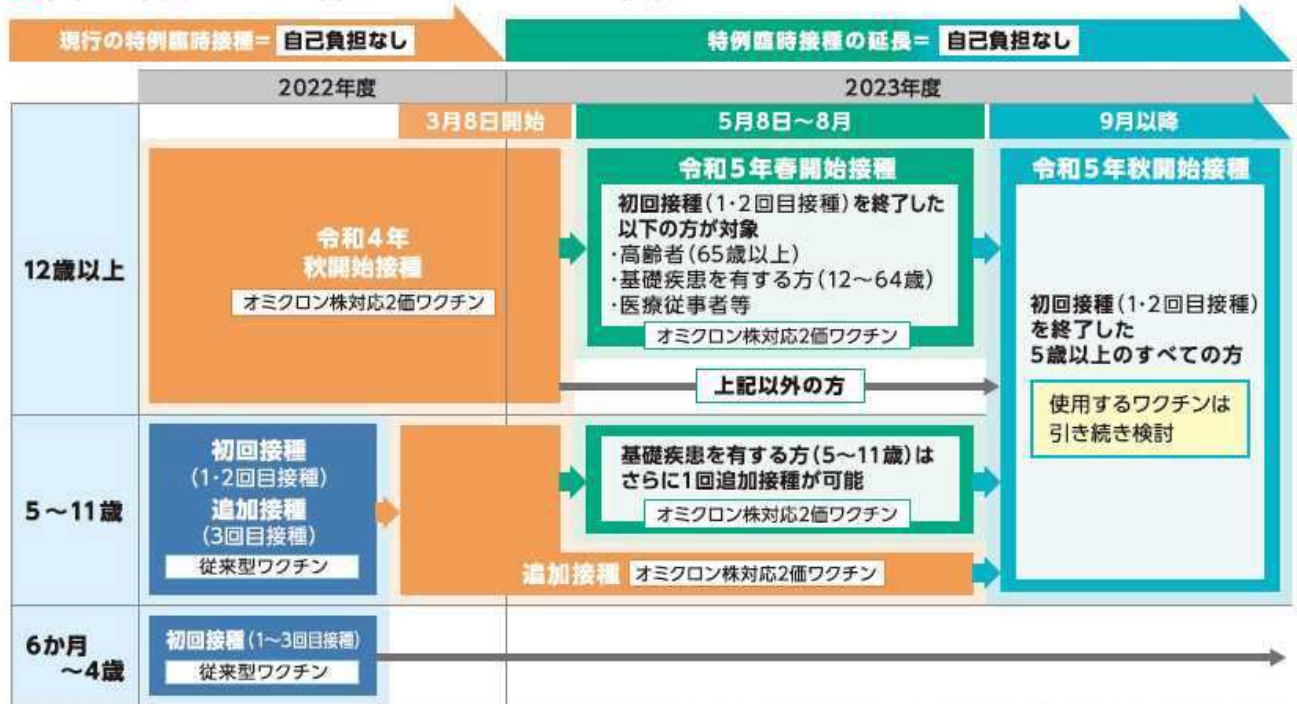 現行の特例臨時接種= 自己負担なし
特例臨時接種の延長= 自己負担なし
2022年度
2023年度
3月8日開始
5月8日~8月
9月以降
12歳以上
令和4年
秋開始接種
オミクロン株対応2価ワクチン
令和5年春開始接種
初回接種(1・2回目接種)を終了した
以下の方が対象
・高齢者(65歳以上)
・基礎疾患を有する方(12~64歳)
・医療従事者等
オミクロン株対応2価ワクチン
上記以外の方
令和5年秋開始接種
初回接種(1・2回目接種)
を終了した
5歳以上のすべての方
使用するワクチンは
引き続き検討
5~11歳
初回接種
(1・2回目接種)
追加接種
(3回目接種)
従来型ワクチン
基礎疾患を有する方(5~11歳)は
さらに1回追加接種が可能
オミクロン株対応2価ワクチン
追加接種 オミクロン株対応2価ワクチン
6か月
~4歳
初回接種(1~3回目接種)
従来型ワクチン